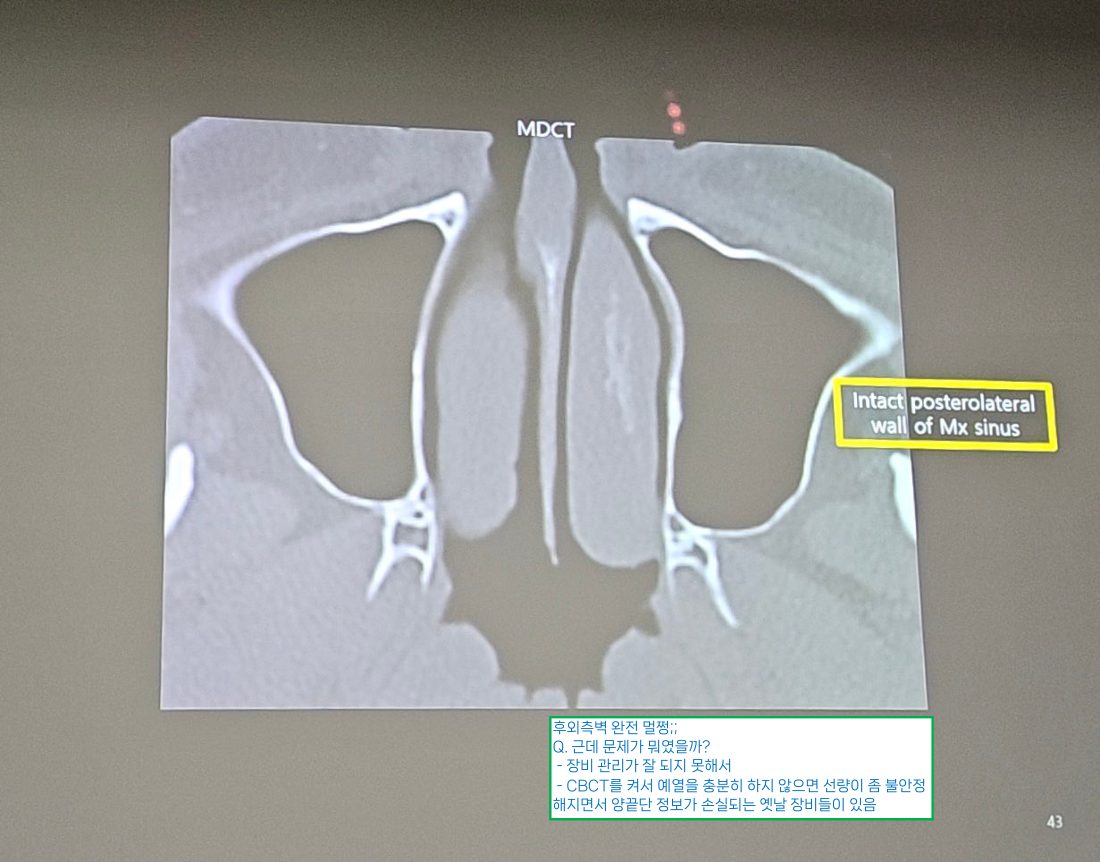 MDCT
Intact posterolateral
wall of Mx sinus
후외측벽 완전 멀쩡;;
Q. 근데 문제가 뭐였을까?
- 장비 관리가 잘 되지 못해서
- CBCT를 켜서 예열을 충분히 하지 않으면 선량이 좀 불안정
해지면서 양끝단 정보가 손실되는 옛날 장비들이 있음
43